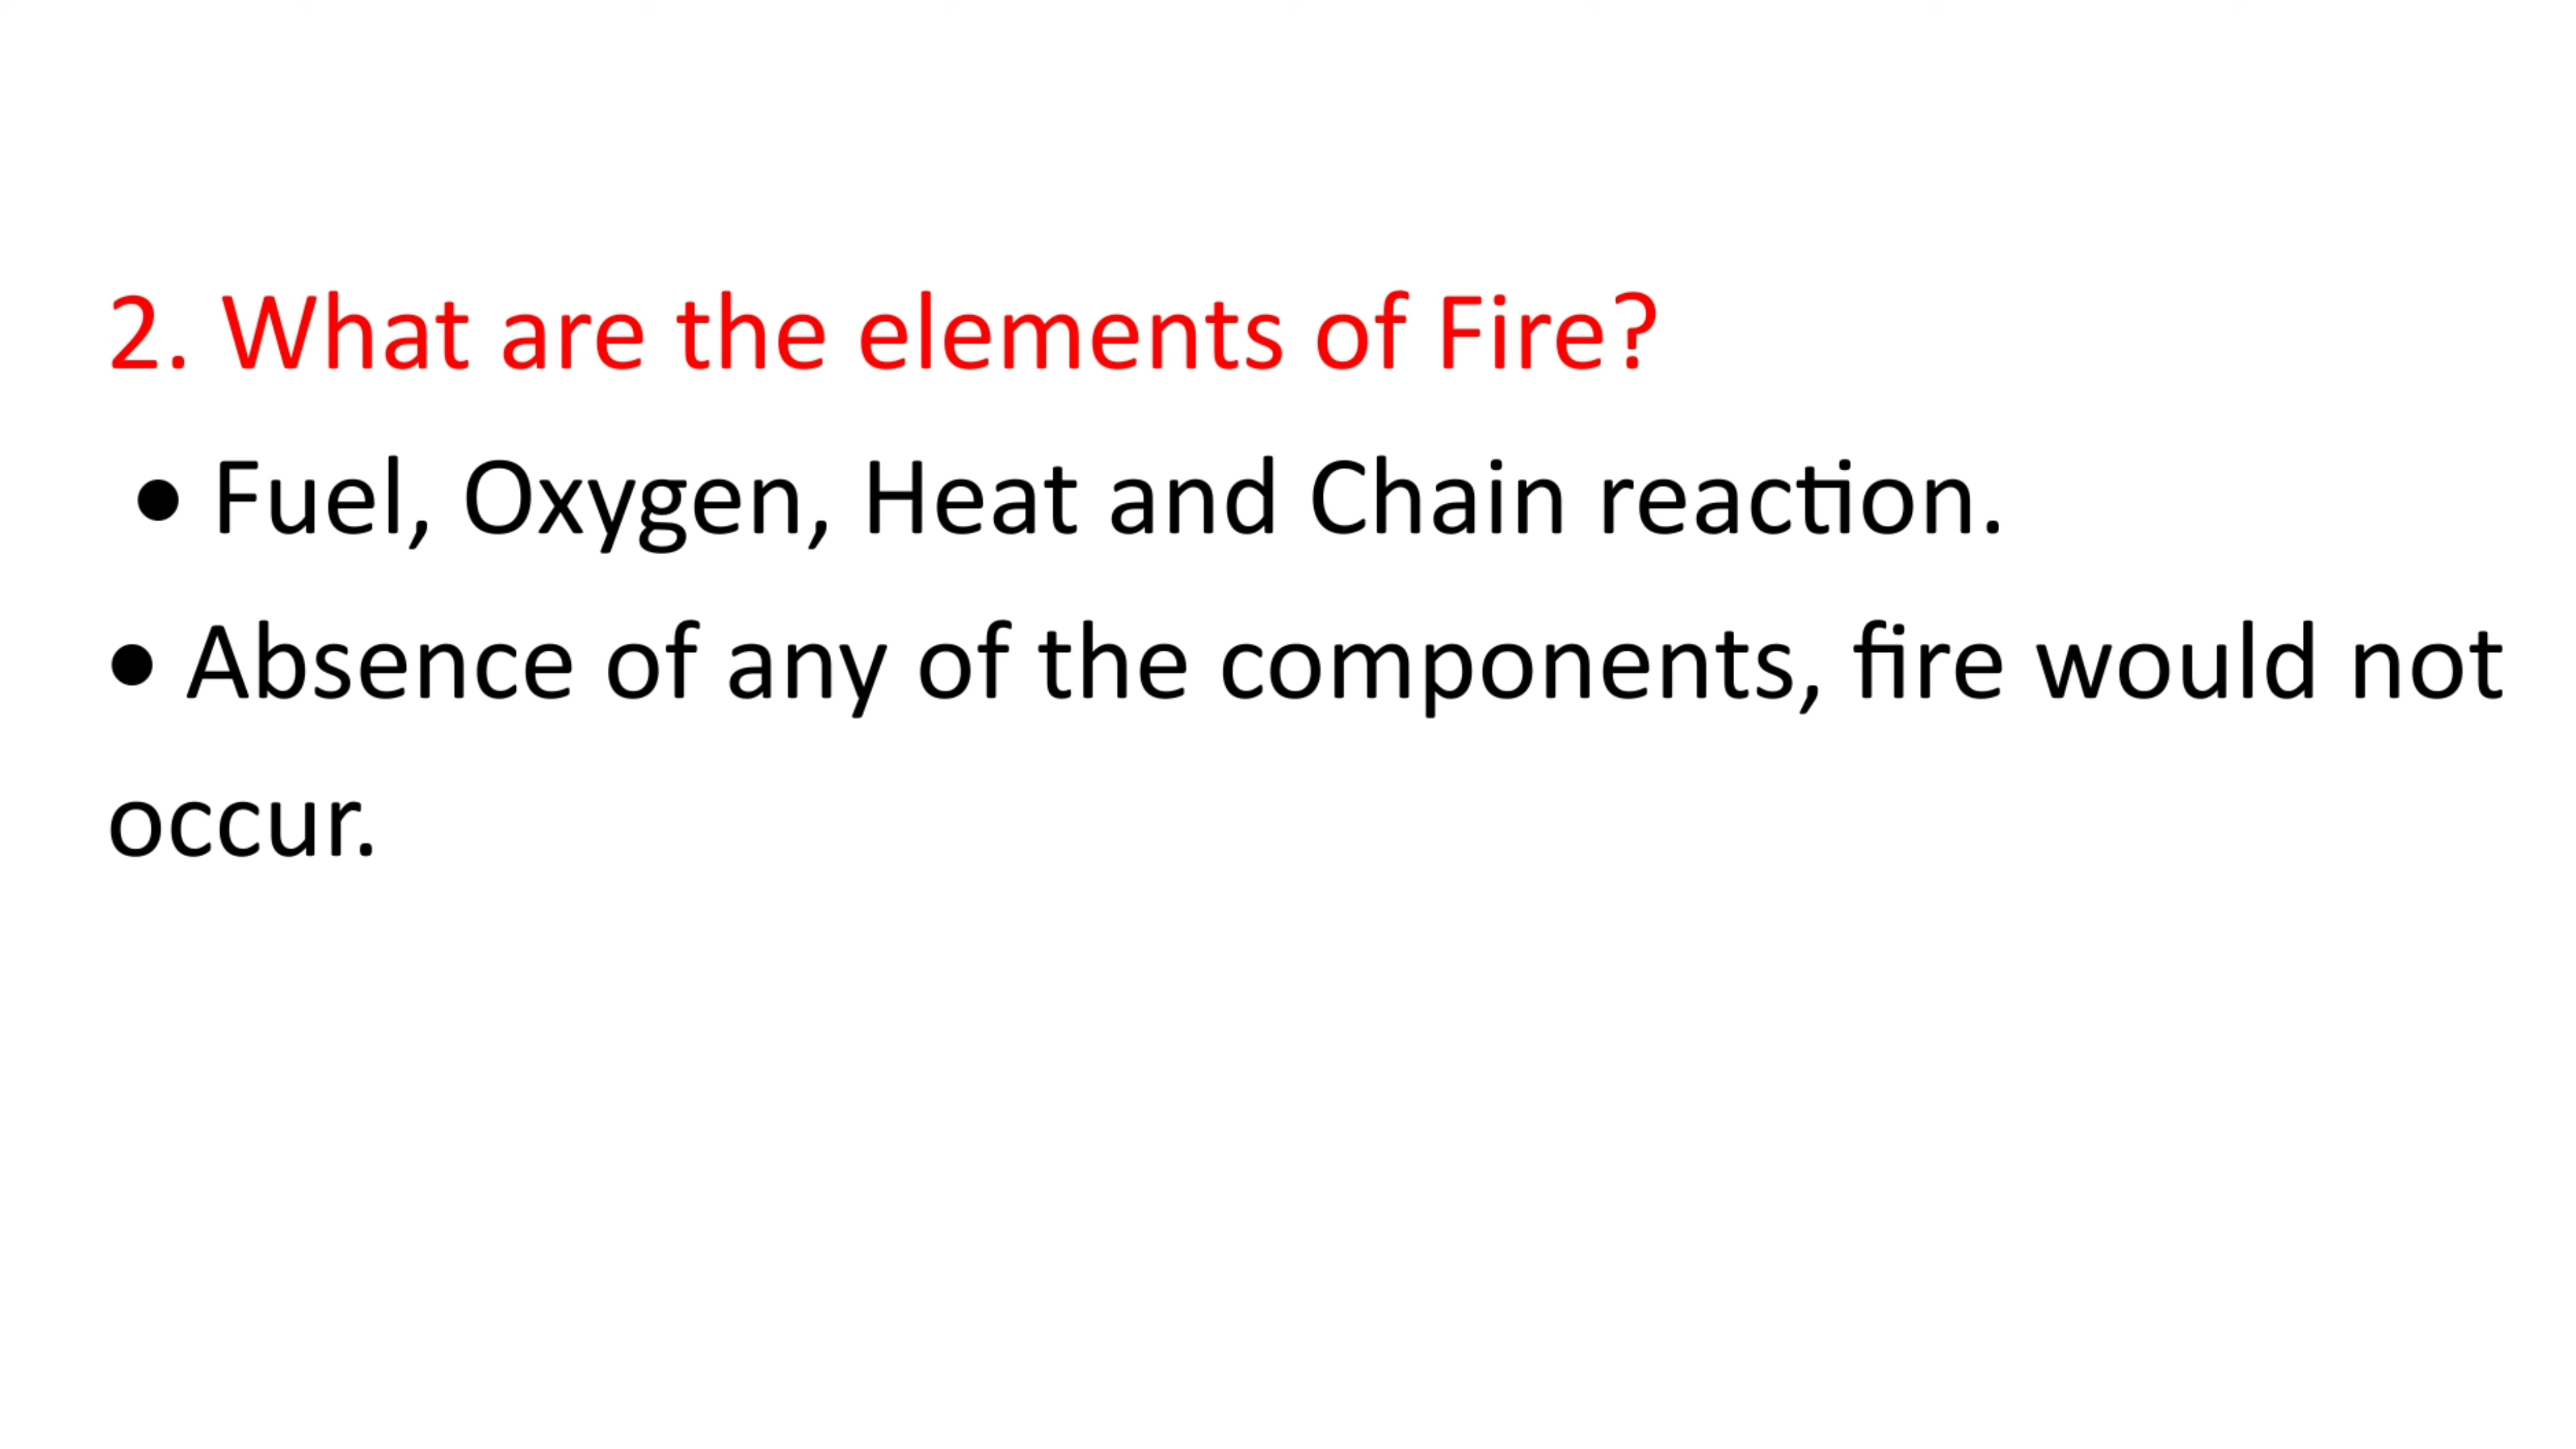 2. What are the elements of Fire?
• Fuel, Oxygen, Heat and Chain reaction.
• Absence of any of the components, fire would not
occur.